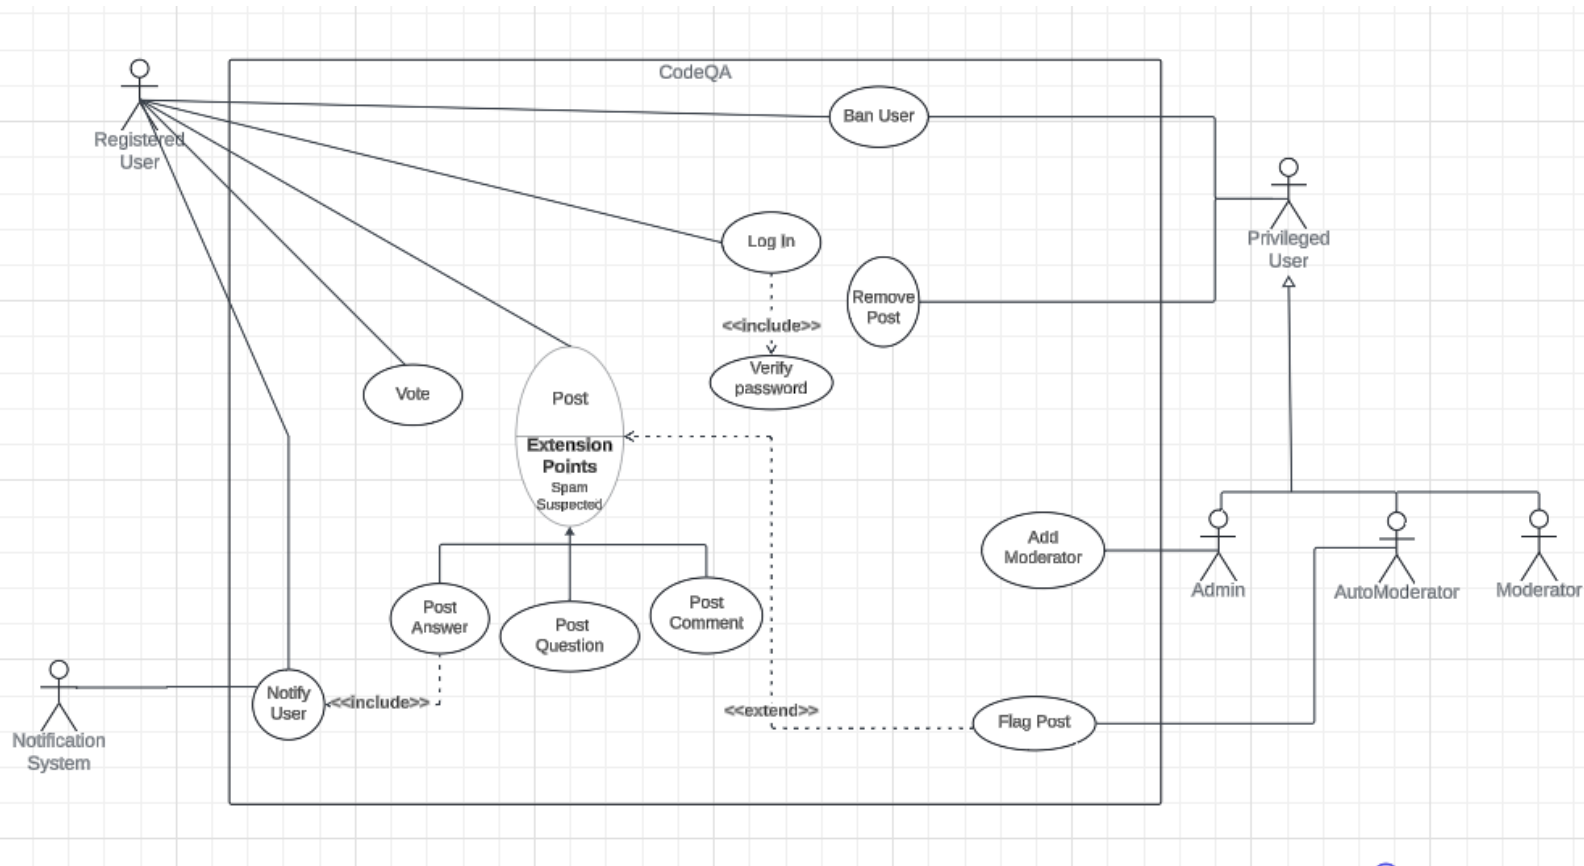 CodeQA
Ban User
Registered
User
Privileged
User
Log In
Remove
Post
<<include>>
Verify
password
Vote
Post
Extension
Points
Spam
Suspected
Add
Moderator
Admin
AutoModerator
Moderator
Post
Answer
Post
Question
Post
Comment
Notify
User
<<include>>
<<extend>>
Flag Post
Notification
System